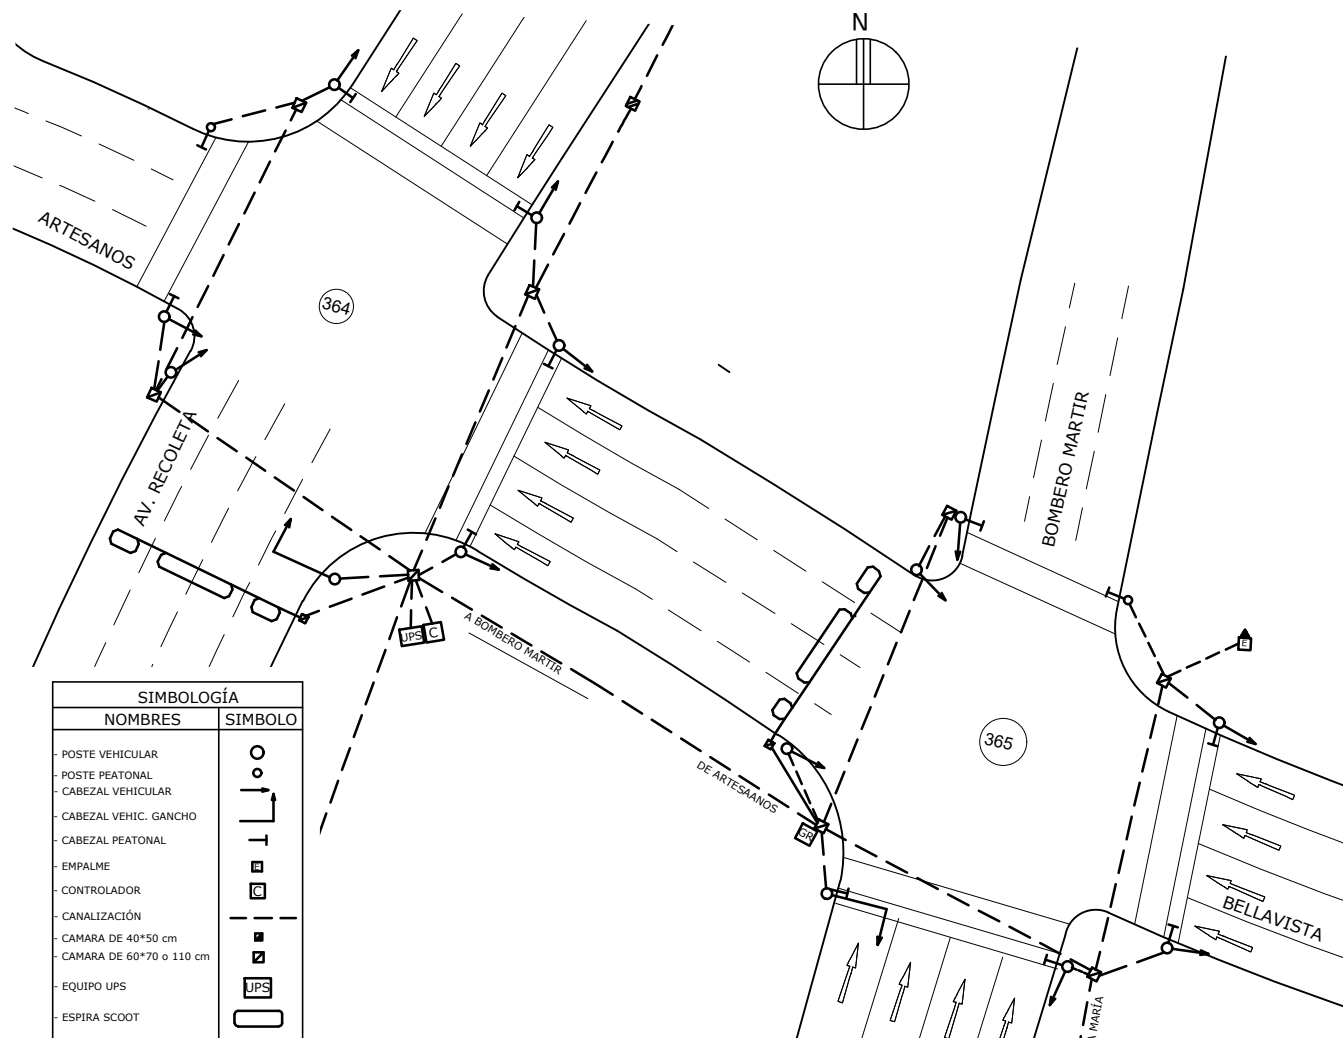 N
ARTESANOS
364
AV. RECOLETA
BOMBERO MARTIR
UPS
C
A BOMBERO MARTIR
E
365
DE ARTESAANOS
GR
BELLAVISTA
MARÍA
SIMBOLOGÍA
NOMBRES SIMBOLO
- POSTE VEHICULAR
- POSTE PEATONAL
- CABEZAL VEHICULAR
- CABEZAL VEHIC. GANCHO
- CABEZAL PEATONAL
- EMPALME E
- CONTROLADOR C
- CANALIZACIÓN
- CAMARA DE 40*50 cm
- CAMARA DE 60*70 o 110 cm
- EQUIPO UPS UPS
- ESPIRA SCOOT